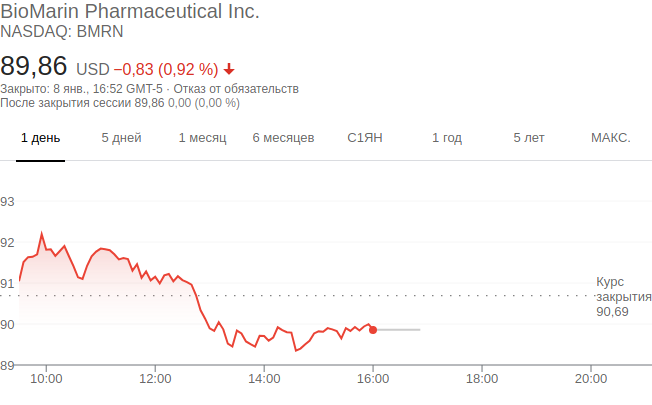 BioMarin Pharmaceutical Inc.
NASDAQ: BMRN
89,86 USD −0,83 (0,92 %)
Закрыто: 8 янв., 16:52 GMT-5 · Отказ от обязательств
После закрытия сессии 89,86 0,00 (0,00 %)
1 день 5 дней 1 месяц 6 месяцев С1ЯН 1 год 5 лет МАКС.
93
92
91
90
89
Курс
закрытия
90,69
10:00 12:00 14:00 16:00 18:00 20:00